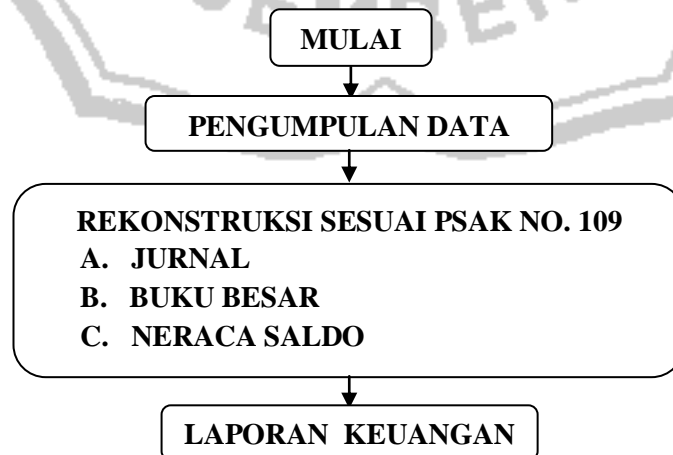 MULAI
PENGUMPULAN DATA
REKONSTRUKSI SESUAI PSAK NO. 109
A. JURNAL
B. BUKU BESAR
C. NERACA SALDO
LAPORAN KEUANGAN